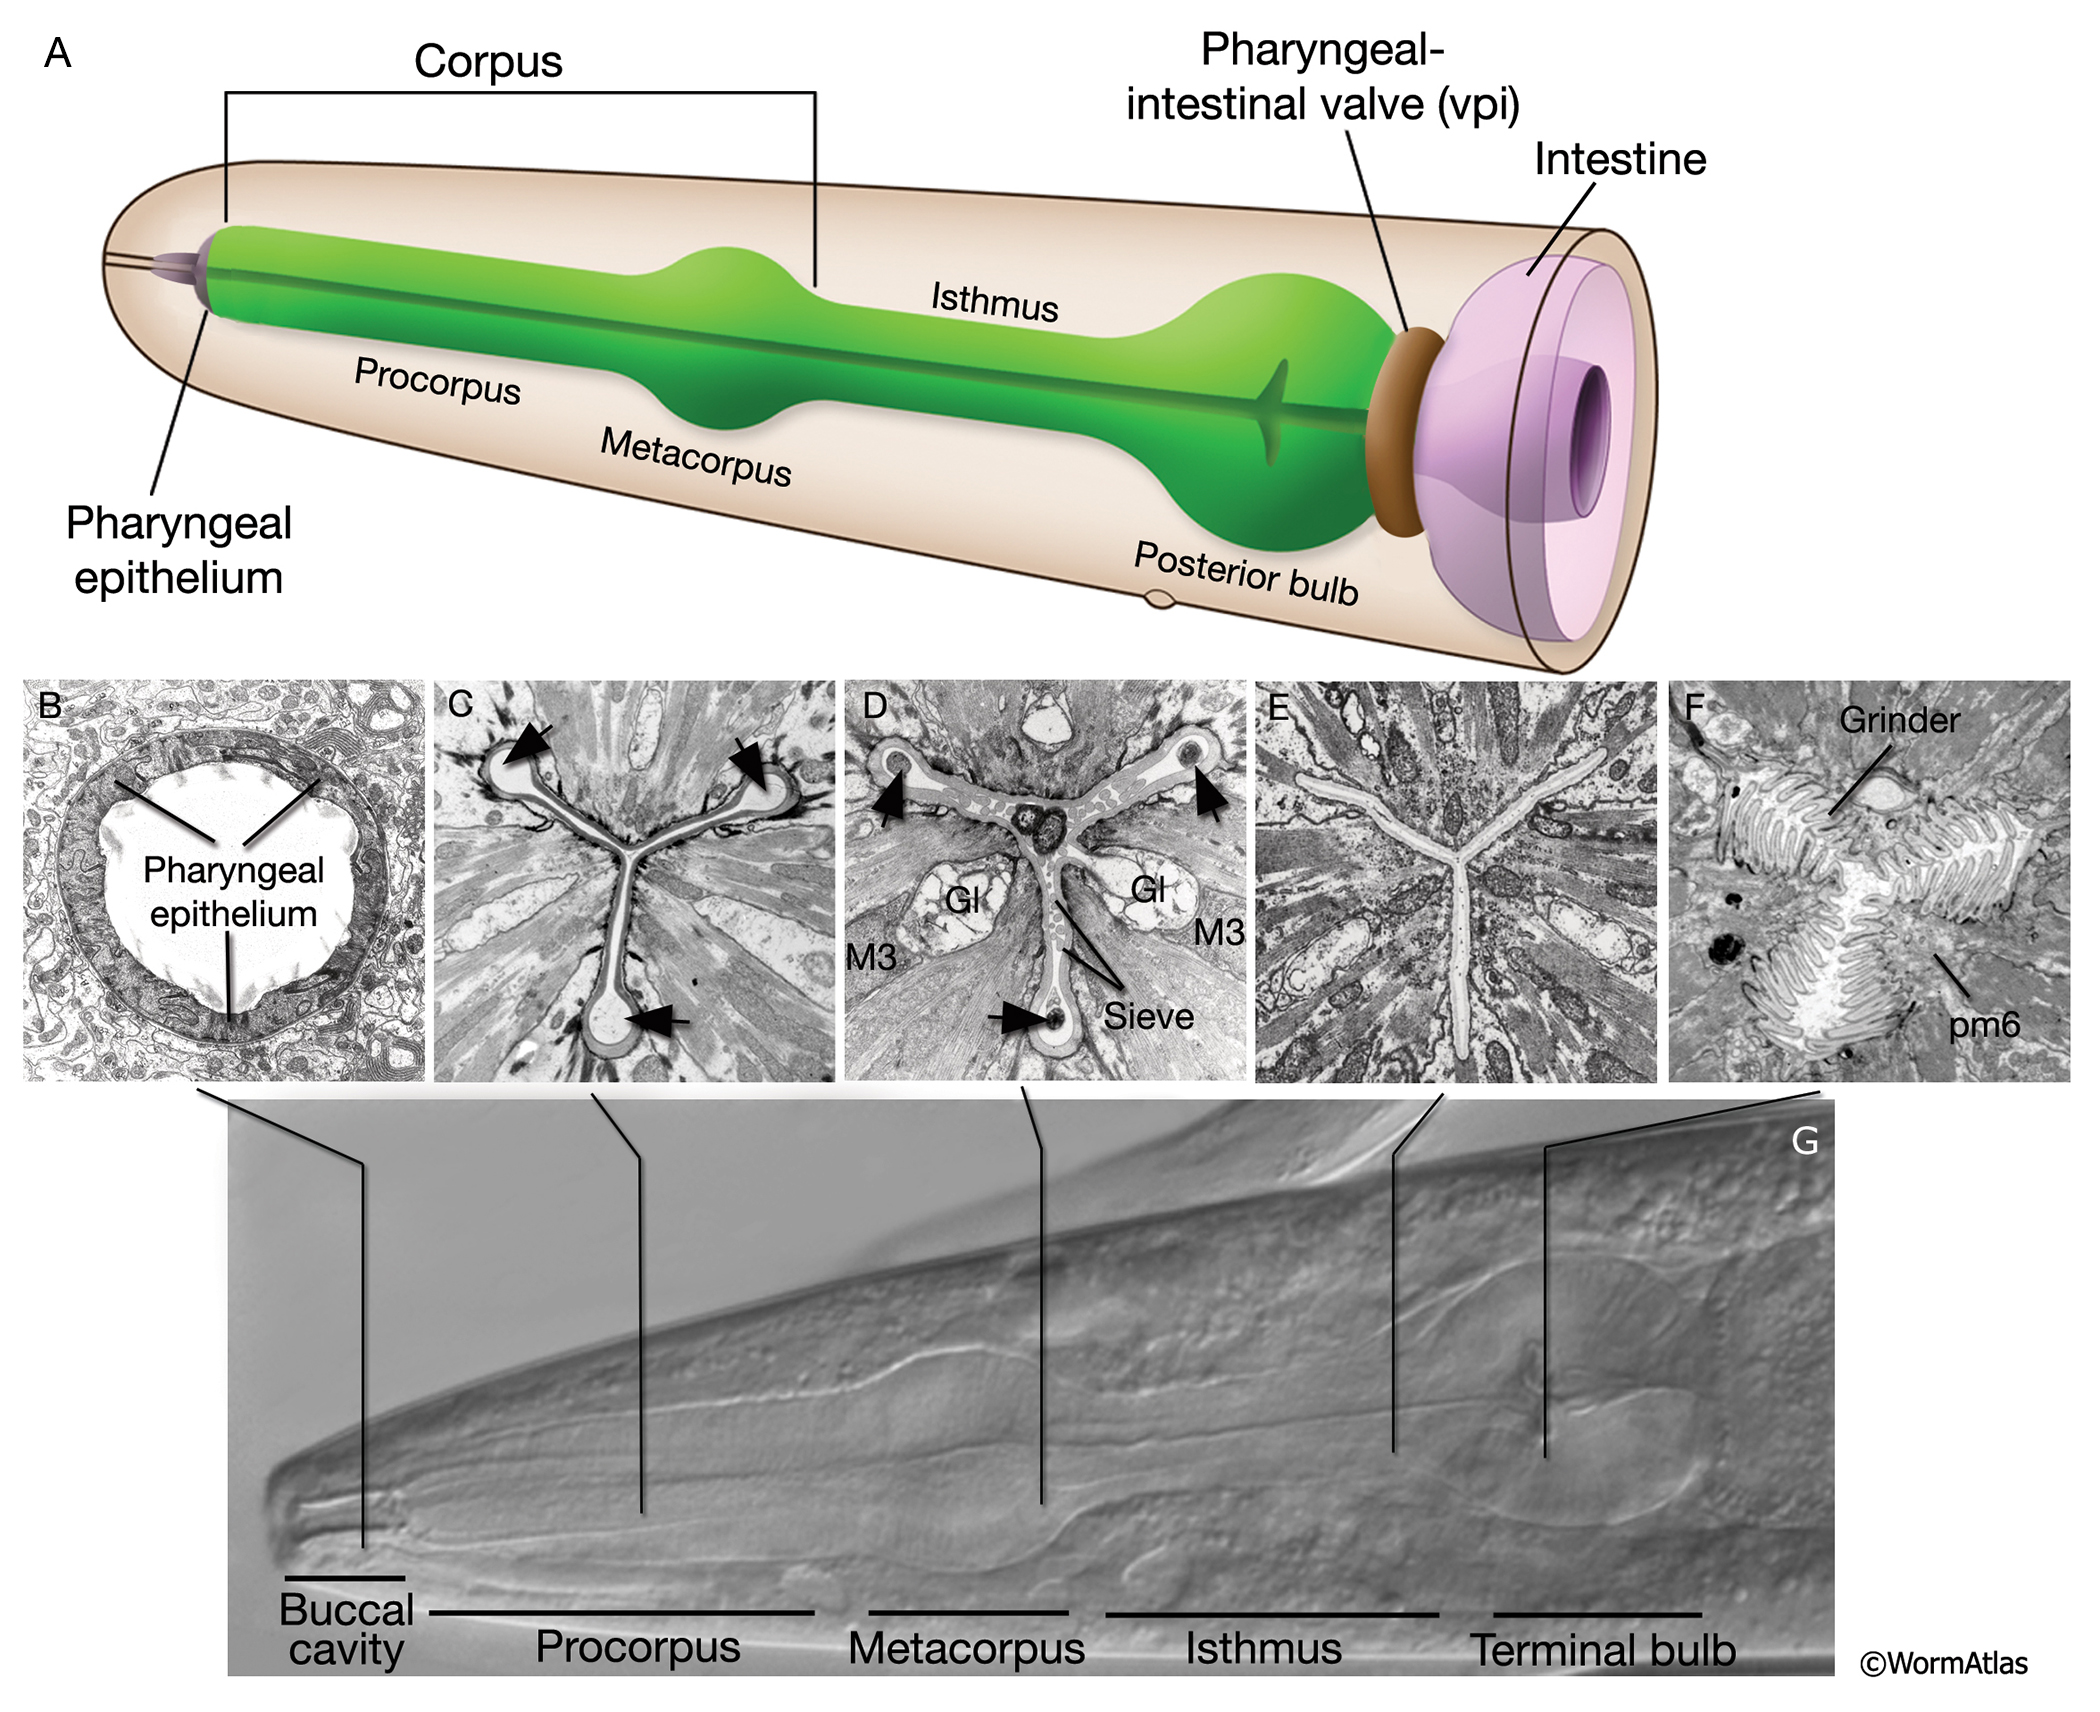 A
Corpus
Pharyngeal-
intestinal valve (vpi)
Intestine
Isthmus
Procorpus
Metacorpus
Pharyngeal
epithelium
Posterior bulb
B
Pharyngeal
epithelium
C
D
Gl
Gl
M3
M3
Sieve
E
F
Grinder
pm6
G
Buccal
cavity
Procorpus
Metacorpus
Isthmus
Terminal bulb
©WormAtlas